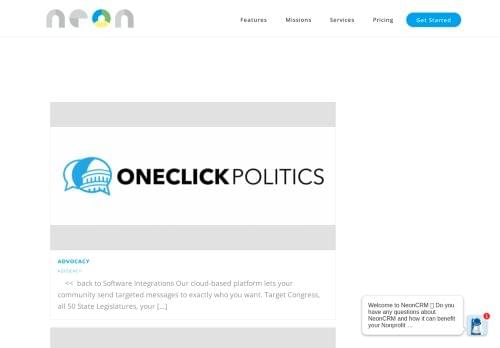 neon
Features Missions Services Pricing Get Started
ONECLICKPOLITICS
ADVOCACY
ADVOCACY
<< back to Software Integrations Our cloud-based platform lets your
community send targeted messages to exactly who you want. Target Congress,
all 50 State Legislatures, your [...]
Welcome to NeonCRM Do you
have any questions about
NeonCRM and how it can benefit
your Nonprofit ...
1